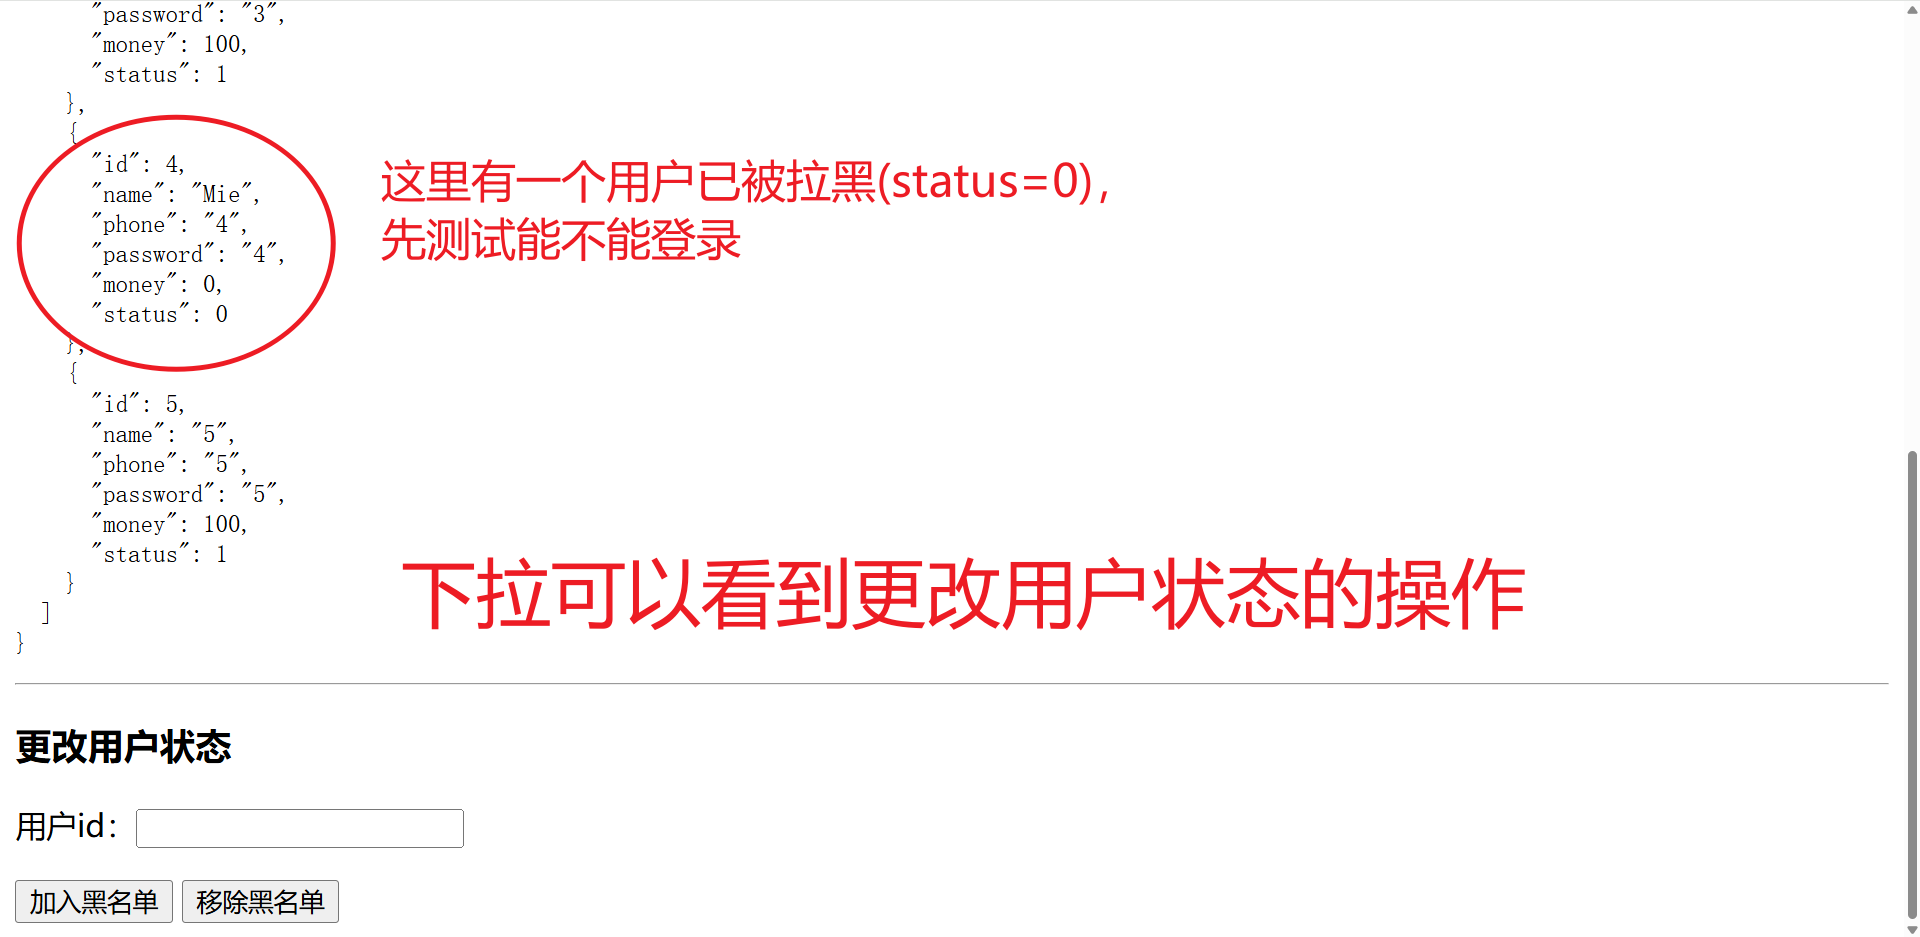 "password": "3",
"money": 100,
"status": 1
},
{
"id": 4,
"name": "Mie",
"phone": "4",
"password": "4",
"money": 0,
"status": 0
},
这里有一个用户已被拉黑(status=0),
先测试能不能登录
{
"id": 5,
"name": "5",
"phone": "5",
"password": "5",
"money": 100,
"status": 1
}
]
}
下拉可以看到更改用户状态的操作
更改用户状态
用户id：
加入黑名单 移除黑名单